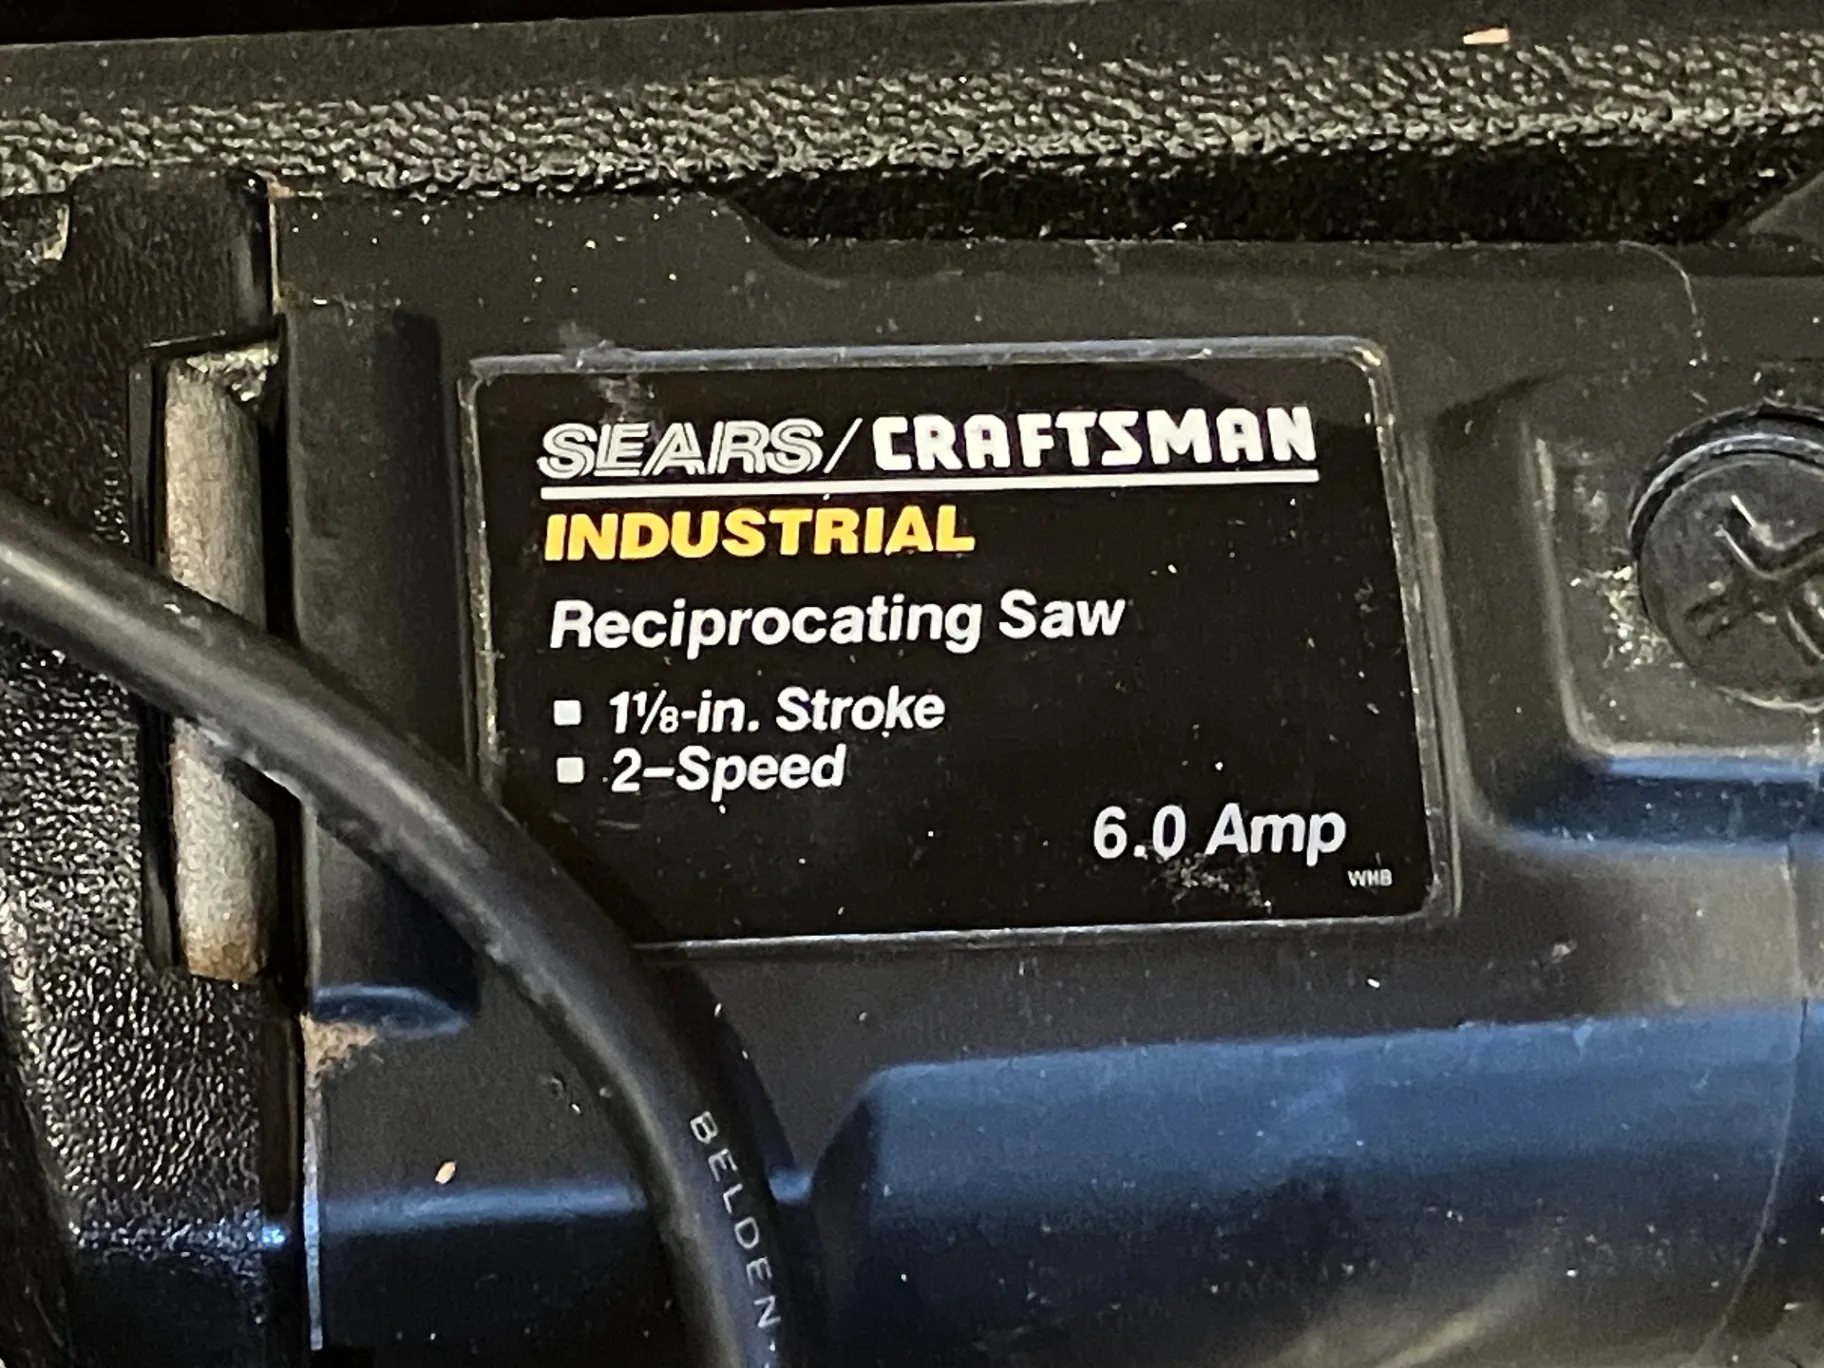 SEARS/CRAFTSMAN
INDUSTRIAL
Reciprocating Saw
▪ 1⅛-in. Stroke
▪ 2-Speed
6.0 Amp
WHB
BELDEN